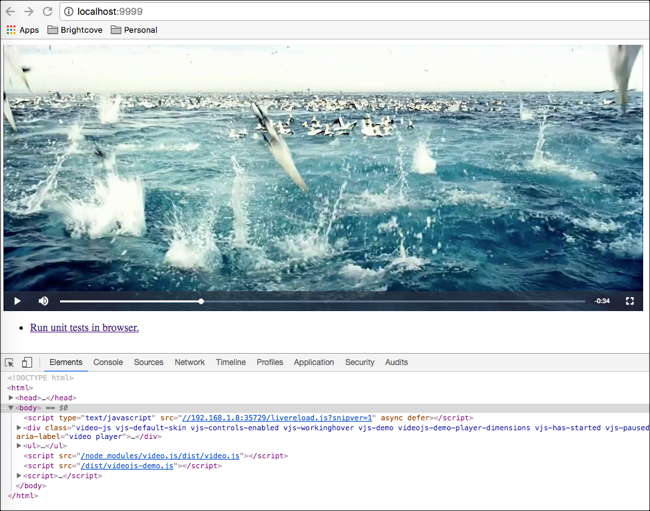 localhost:9999
Apps Brightcove Personal
-0:34
Run unit tests in browser.
Elements Console Sources Network Timeline Profiles Application Security Audits
<!DOCTYPE html>
<html>
<head>…</head>
<body> == $0
<script type="text/javascript" src="//192.168.1.8:35729/livereload.js?snipver=1" async defer></script>
<div class="video-js vjs-default-skin vjs-controls-enabled vjs-workinghover vjs-demo videojs-demo-player-dimensions vjs-has-started vjs-paused
aria-label="video player">…</div>
<ul>…</ul>
<script src="/node_modules/video.js/dist/video.js"></script>
<script src="/dist/videojs-demo.js"></script>
<script>…</script>
</body>
</html>